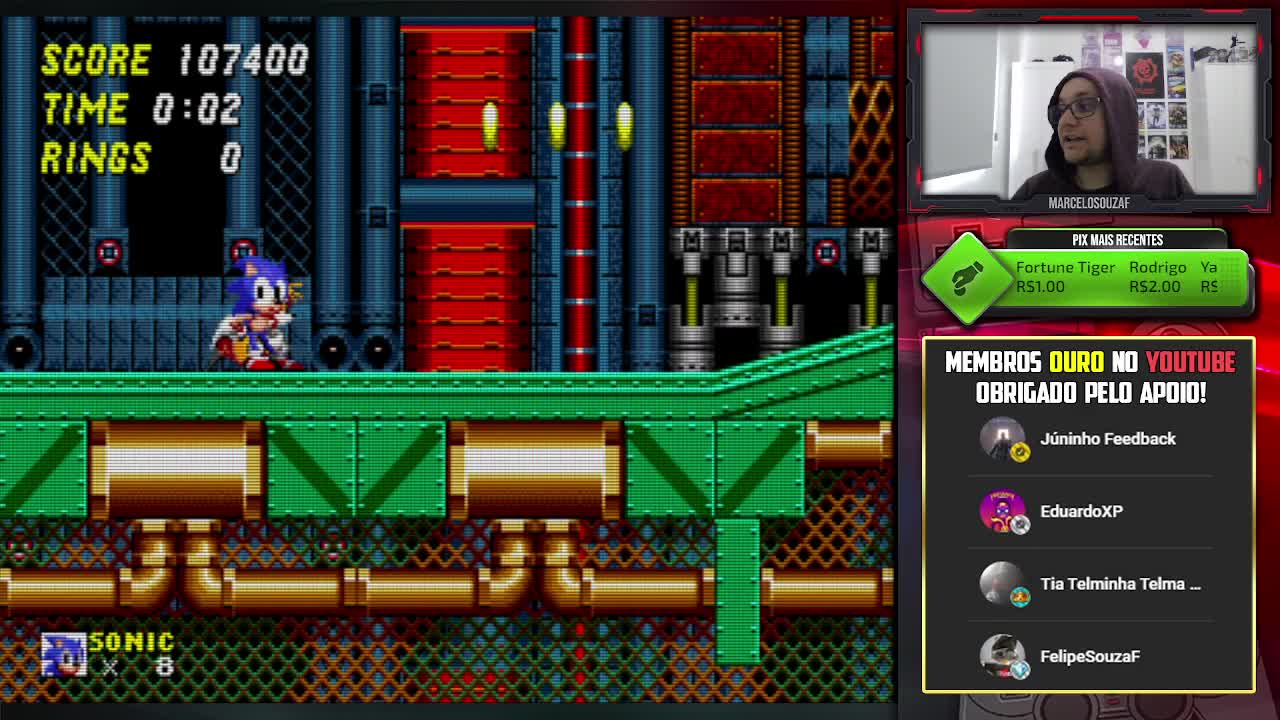 SCORE 107400
TIME 0:02
RINGS 0
SONIC
X 8
MARCELOSOUZAF
PIX MAIS RECENTES
Fortune Tiger Rodrigo Ya
R$1.00 R$2.00 R$
MEMBROS OURO NO YOUTUBE
OBRIGADO PELO APOIO!
Júninho Feedback
EduardoXP
Tia Telminha Telma ...
FelipeSouzaF